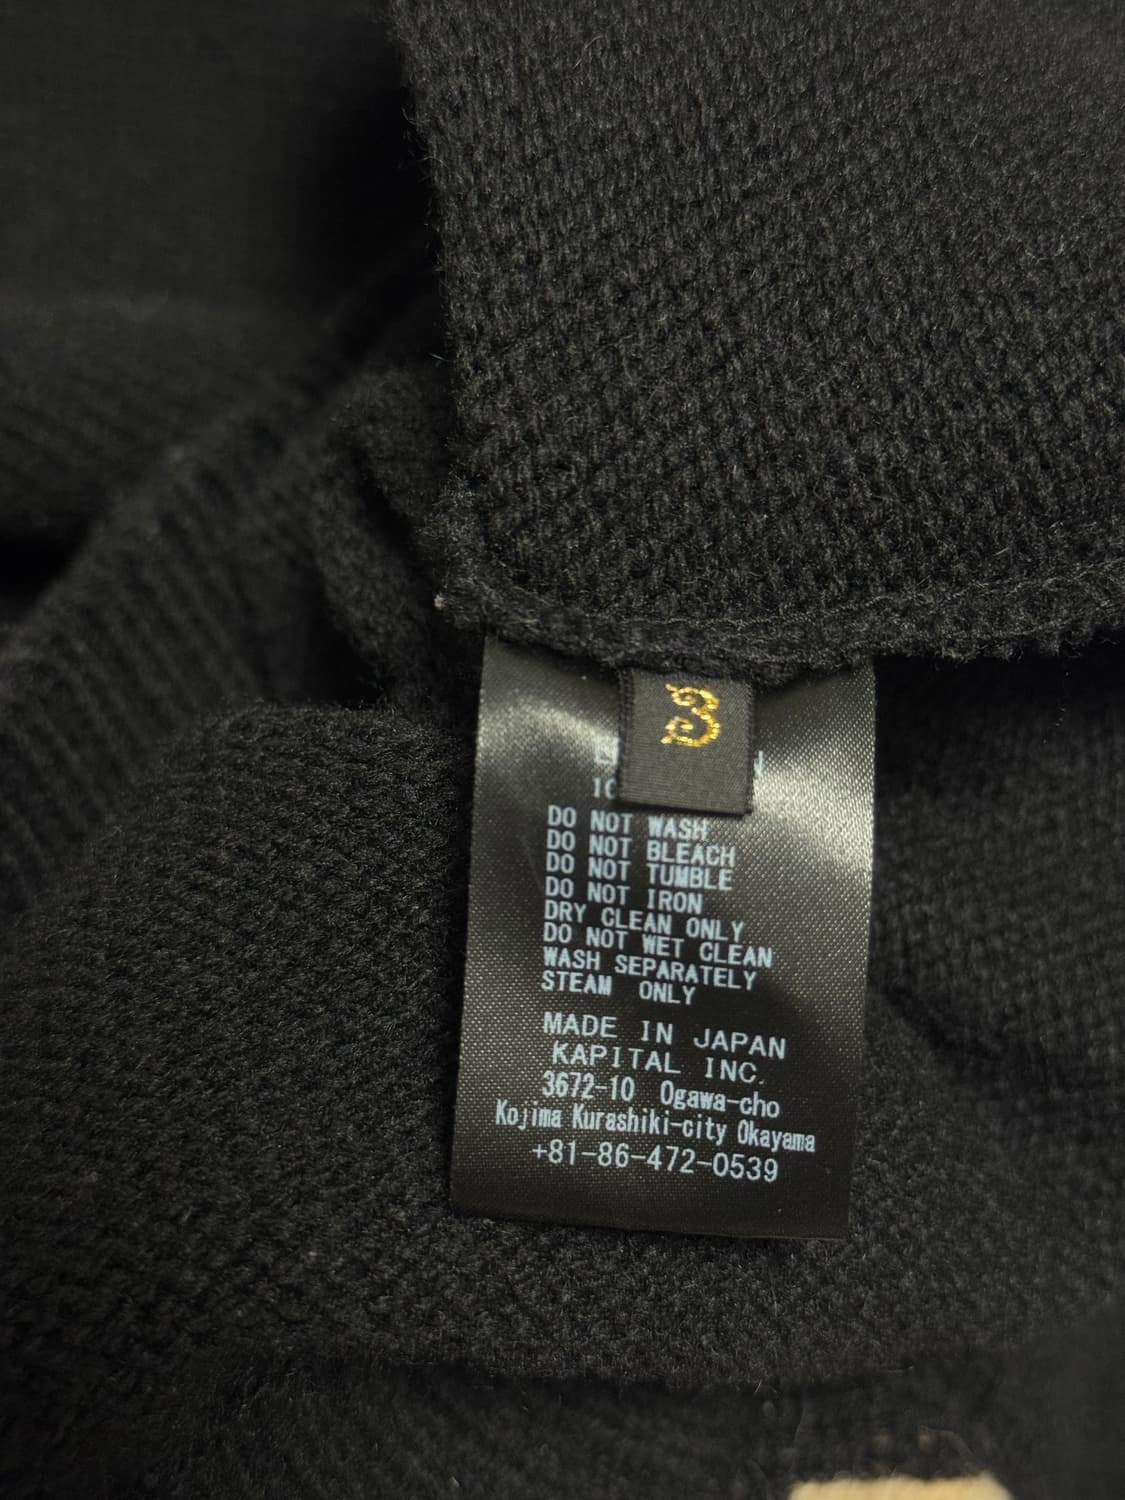 3
DO NOT WASH
DO NOT BLEACH
DO NOT TUMBLE
DO NOT IRON
DRY CLEAN ONLY
DO NOT WET CLEAN
WASH SEPARATELY
STEAM ONLY
MADE IN JAPAN
KAPITAL INC.
3672-10 Ogawa-cho
Kojima Kurashiki-city Okayama
+81-86-472-0539